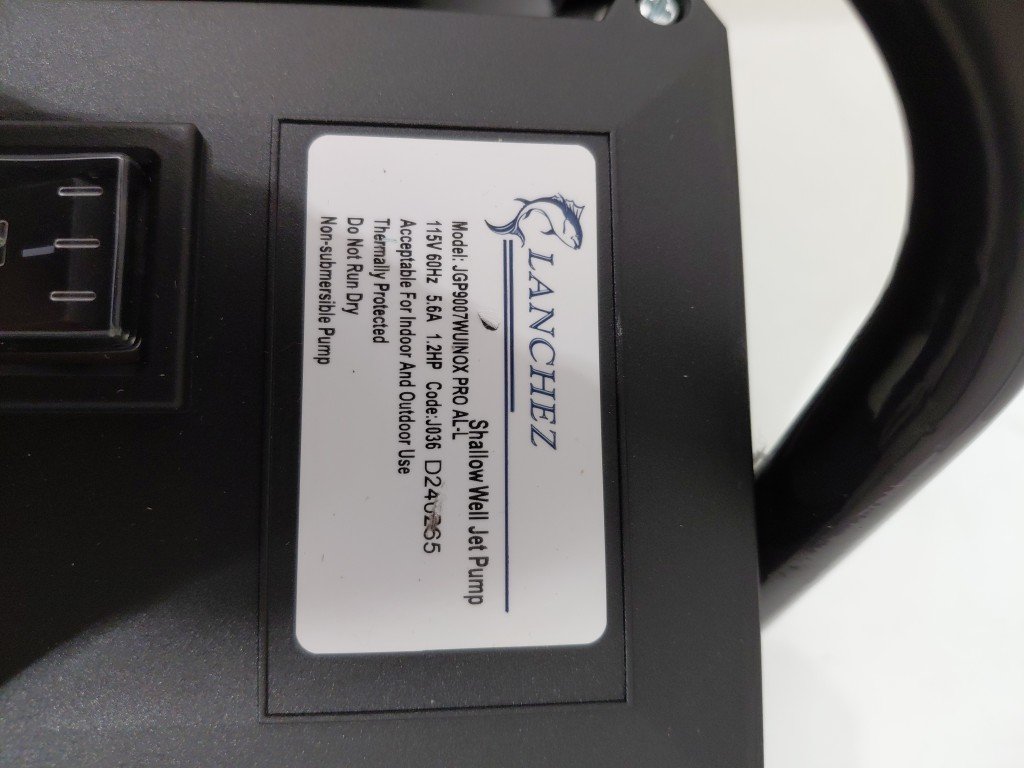 LANCHEZ
Shallow Well Jet Pump
Model: JGP9007WUINOX PRO AL-L
115V 60Hz 5.6A 1.2HP Code:J036
Acceptable For Indoor And Outdoor Use
Thermally Protected
Do Not Run Dry
Non-submersible Pump